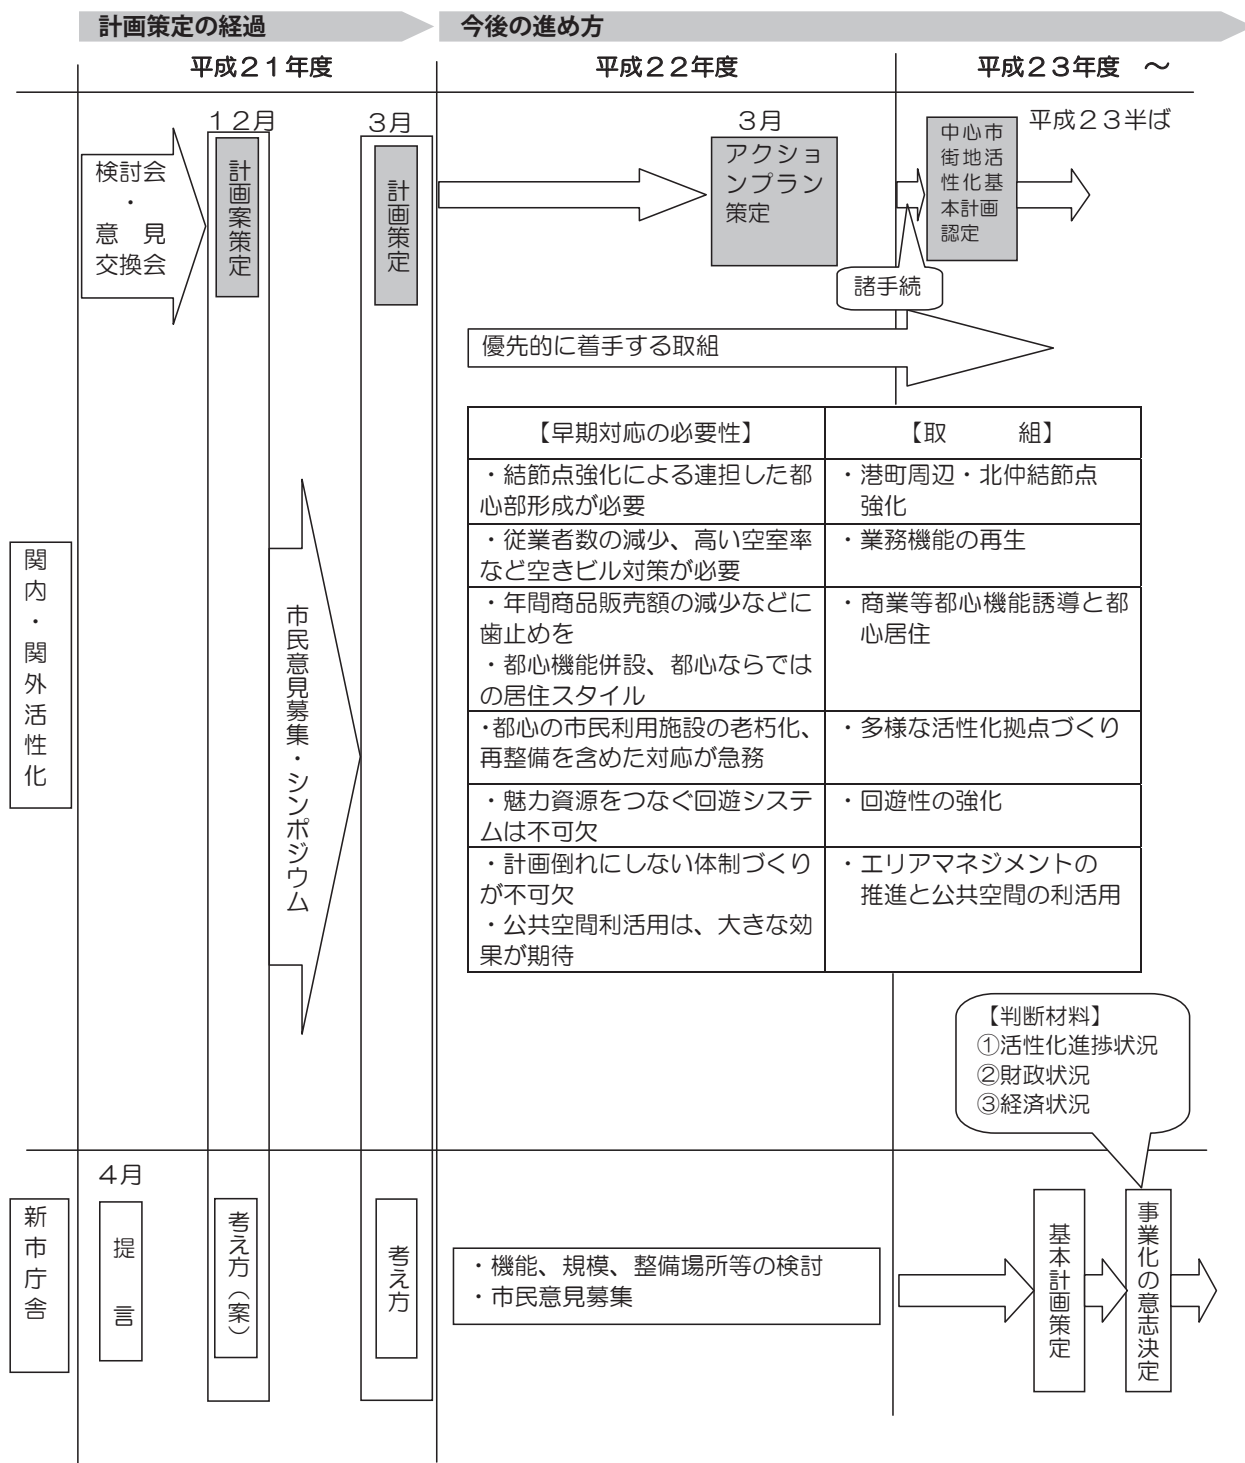 計画策定の経過
今後の進め方
平成２１年度
平成２２年度
平成２３年度　～
１２月
３月
３月
平成２３半ば
検討会
・
意　見
交換会
計画案策定
計画策定
アクショ
ンプラン
策定
中心市
街地活
性化基
本計画
認定
諸手続
優先的に着手する取組
【早期対応の必要性】
【取　　　組】
・結節点強化による連担した都
心部形成が必要
・港町周辺・北仲結節点
強化
・従業者数の減少、高い空室率
など空きビル対策が必要
・業務機能の再生
・年間商品販売額の減少などに
歯止めを
・都心機能併設、都心ならでは
の居住スタイル
・商業等都心機能誘導と都
心居住
・都心の市民利用施設の老朽化、
再整備を含めた対応が急務
・多様な活性化拠点づくり
・魅力資源をつなぐ回遊システ
ムは不可欠
・回遊性の強化
・計画倒れにしない体制づくり
が不可欠
・公共空間利活用は、大きな効
果が期待
・エリアマネジメントの
推進と公共空間の利活用
関内・関外活性化
市民意見募集・シンポジウム
【判断材料】
①活性化進捗状況
②財政状況
③経済状況
新市庁舎
４月
提　言
考え方（案）
考え方
・機能、規模、整備場所等の検討
・市民意見募集
基本計画策定
事業化の意志決定